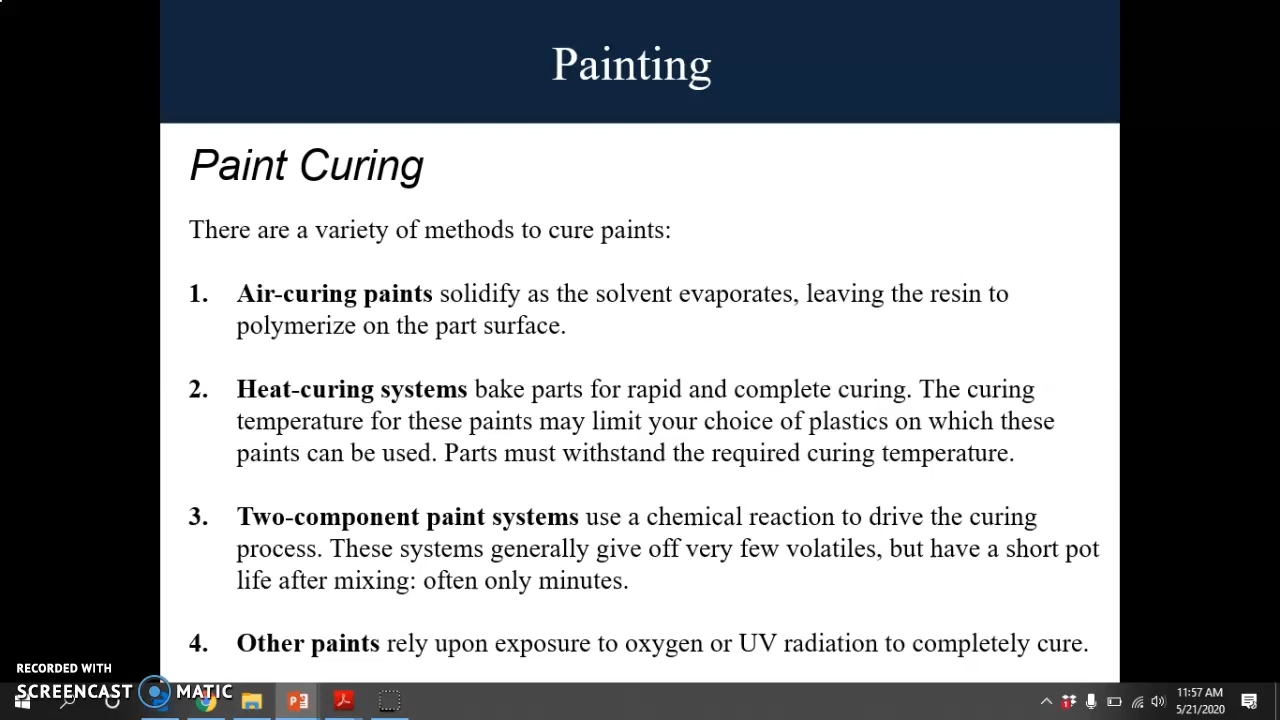 Painting
Paint Curing
There are a variety of methods to cure paints:
1. Air-curing paints solidify as the solvent evaporates, leaving the resin to
polymerize on the part surface.
2. Heat-curing systems bake parts for rapid and complete curing. The curing
temperature for these paints may limit your choice of plastics on which these
paints can be used. Parts must withstand the required curing temperature.
3. Two-component paint systems use a chemical reaction to drive the curing
process. These systems generally give off very few volatiles, but have a short pot
life after mixing: often only minutes.
4. Other paints rely upon exposure to oxygen or UV radiation to completely cure.
RECORDED WITH
SCREENCAST MATIC
11:57 AM
5/21/2020